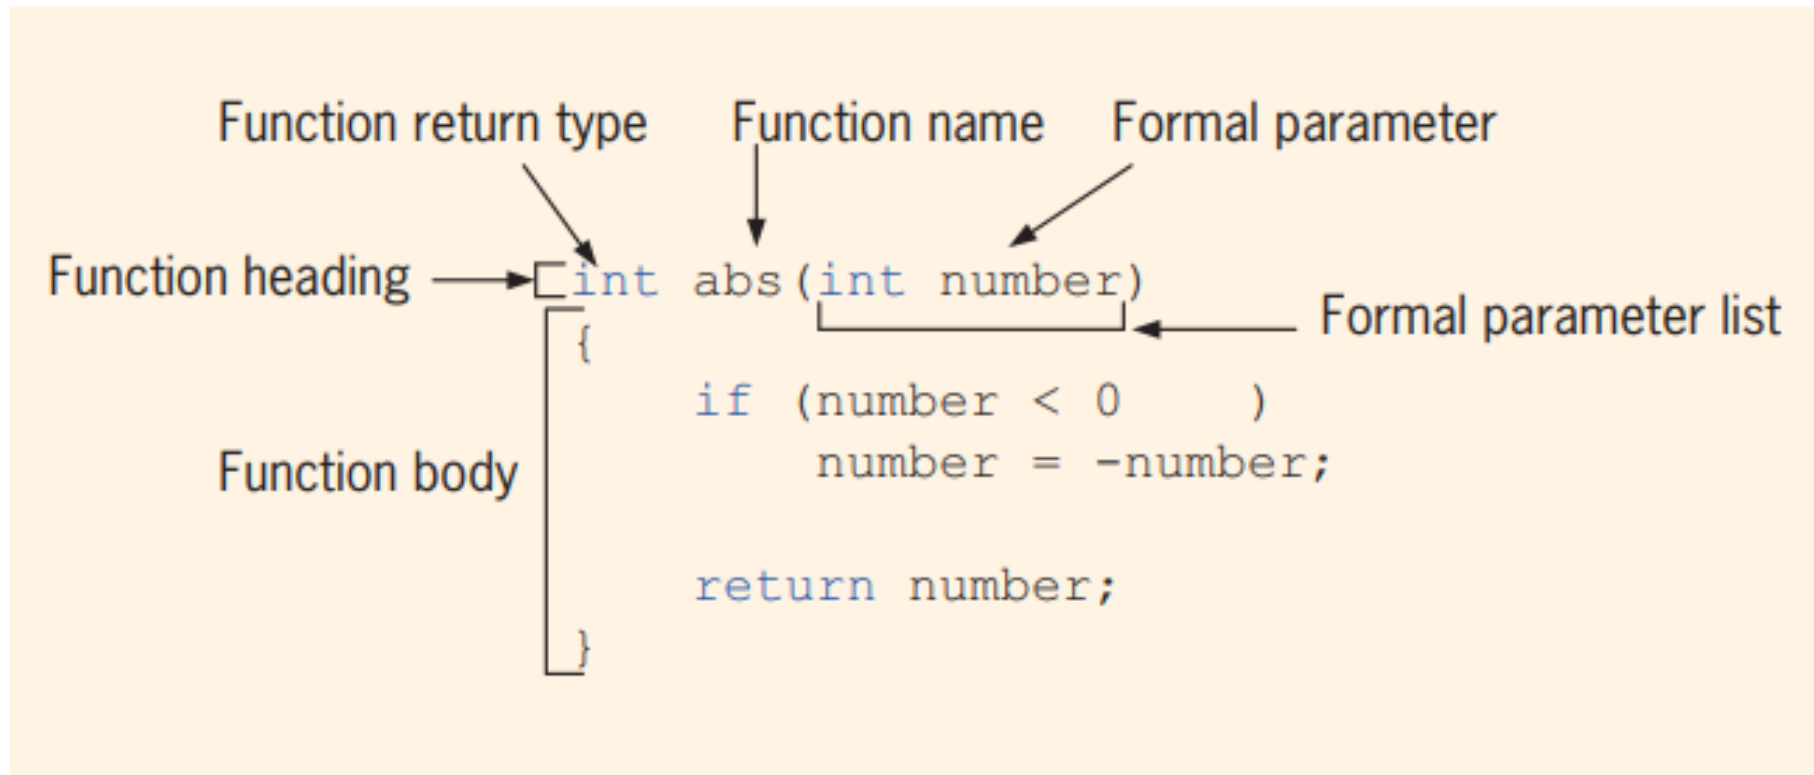 Function return type Function name Formal parameter
Function heading int abs(int number)
Formal parameter list
{
if (number < 0 )
Function body number = -number;
return number;
}